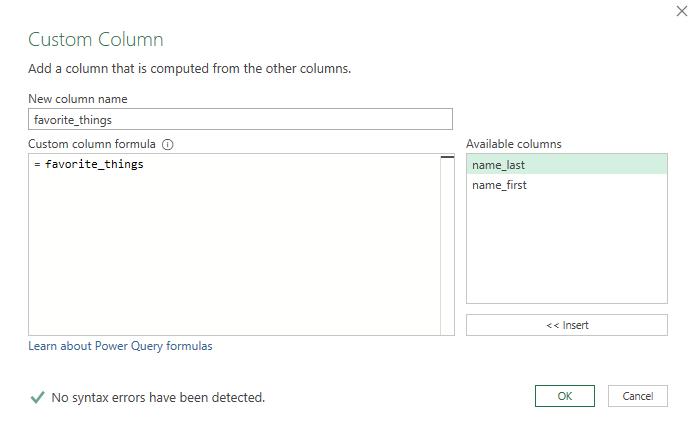 Custom Column
Add a column that is computed from the other columns.
New column name
favorite_things
Custom column formula
Available columns
= favorite_things
name_last
name_first
<< Insert
Learn about Power Query formulas
No syntax errors have been detected.
OK
Cancel